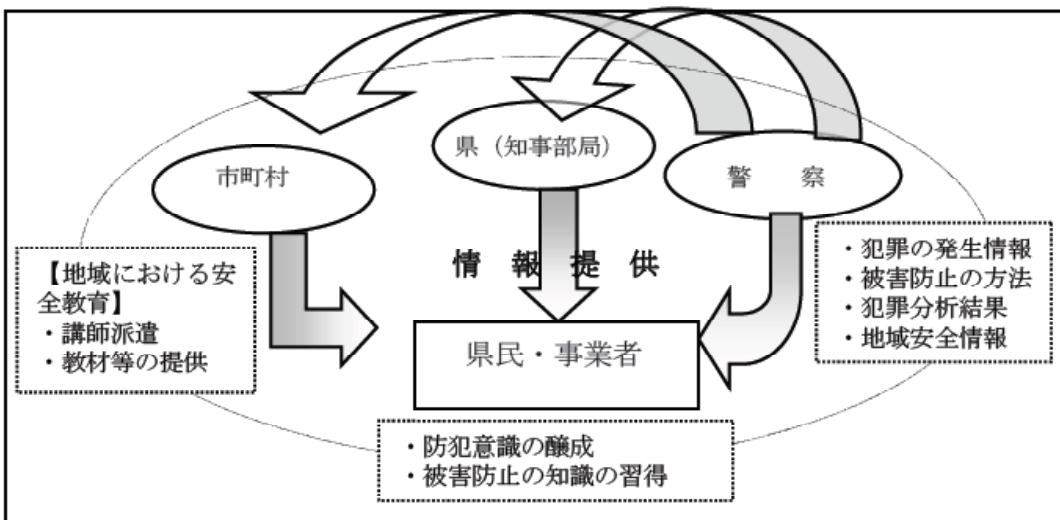 県（知事部局）
市町村
警　　察
情　報　提　供
【地域における安
全教育】
・講師派遣
・教材等の提供
・犯罪の発生情報
・被害防止の方法
・犯罪分析結果
・地域安全情報
県民・事業者
・防犯意識の醸成
・被害防止の知識の習得